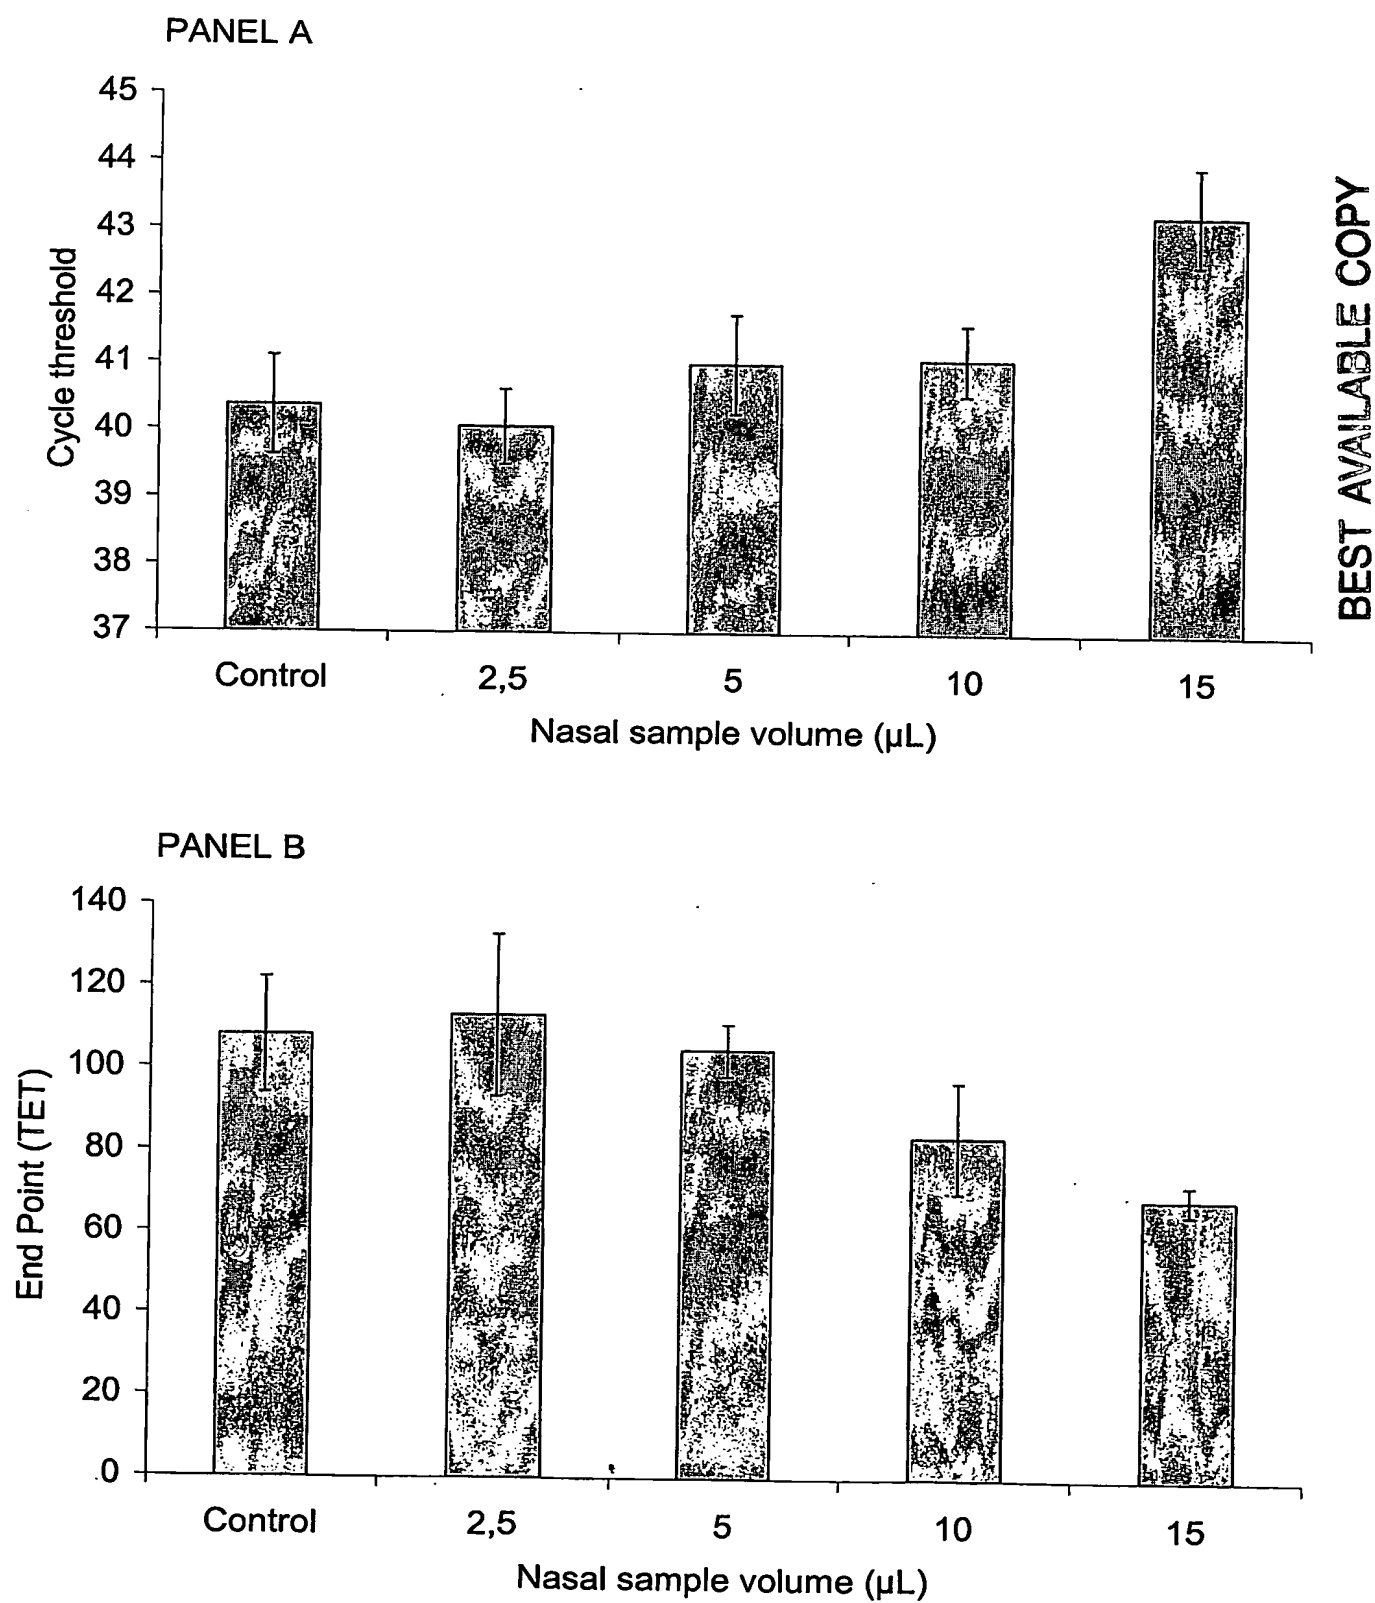 PANEL A
45
44
43
42
41
40
39
38
37
Cycle threshold
Control 2,5 5 10 15
Nasal sample volume (µL)
BEST AVAILABLE COPY
PANEL B
140
120
100
80
60
40
20
0
End Point (TET)
Control 2,5 5 10 15
Nasal sample volume (µL)